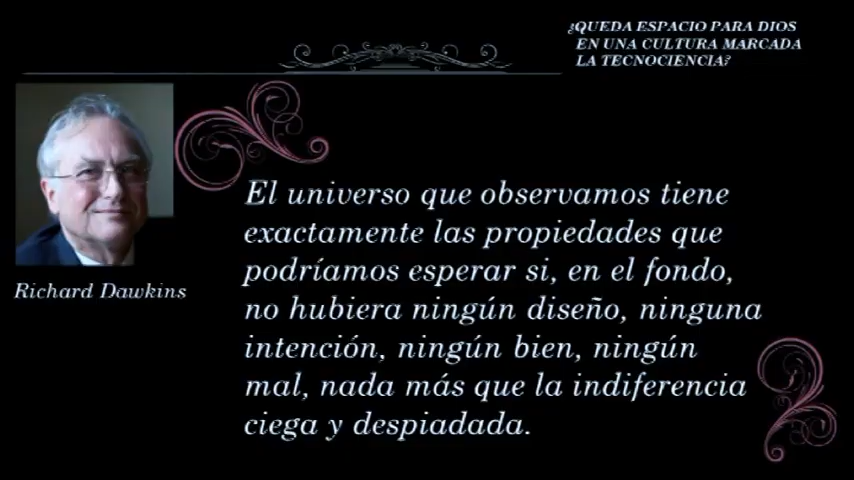 ¿QUEDA ESPACIO PARA DIOS
EN UNA CULTURA MARCADA
LA TECNOCIENCIA?
El universo que observamos tiene
exactamente las propiedades que
podríamos esperar si, en el fondo,
no hubiera ningún diseño, ninguna
intención, ningún bien, ningún
mal, nada más que la indiferencia
ciega y despiadada.
Richard Dawkins